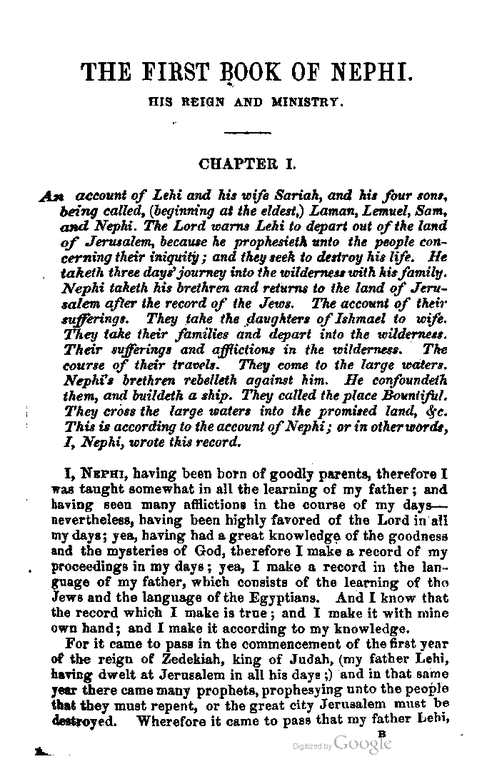 THE FIRST BOOK OF NEPHI.
HIS REIGN AND MINISTRY.
CHAPTER I.
An account of Lehi and his wife Sariah, and his four sons,
being called, (beginning at the eldest,) Laman, Lemuel, Sam,
and Nephi. The Lord warns Lehi to depart out of the land
of Jerusalem, because he prophesieth unto the people con-
cerning their iniquity; and they seek to destroy his life. He
taketh three days' journey into the wilderness with his family.
Nephi taketh his brethren and returns to the land of Jeru-
salem after the record of the Jews. The account of their
sufferings. They take the daughters of Ishmael to wife.
They take their families and depart into the wilderness.
Their sufferings and afflictions in the wilderness. The
course of their travels. They come to the large waters.
Nephi's brethren rebelleth against him. He confoundeth
them, and buildeth a ship. They called the place Bountiful.
They cross the large waters into the promised land, &c.
This is according to the account of Nephi; or in other words,
I, Nephi, wrote this record.
I, NEPHI, having been born of goodly parents, therefore I
was taught somewhat in all the learning of my father; and
having seen many afflictions in the course of my days—
nevertheless, having been highly favored of the Lord in all
my days; yea, having had a great knowledge of the goodness
and the mysteries of God, therefore I make a record of my
proceedings in my days; yea, I make a record in the lan-
guage of my father, which consists of the learning of the
Jews and the language of the Egyptians. And I know that
the record which I make is true; and I make it with mine
own hand; and I make it according to my knowledge.
For it came to pass in the commencement of the first year
of the reign of Zedekiah, king of Judah, (my father Lehi,
having dwelt at Jerusalem in all his days;) and in that same
year there came many prophets, prophesying unto the people
that they must repent, or the great city Jerusalem must be
destroyed. Wherefore it came to pass that my father Lehi,
B
Digitized by Google